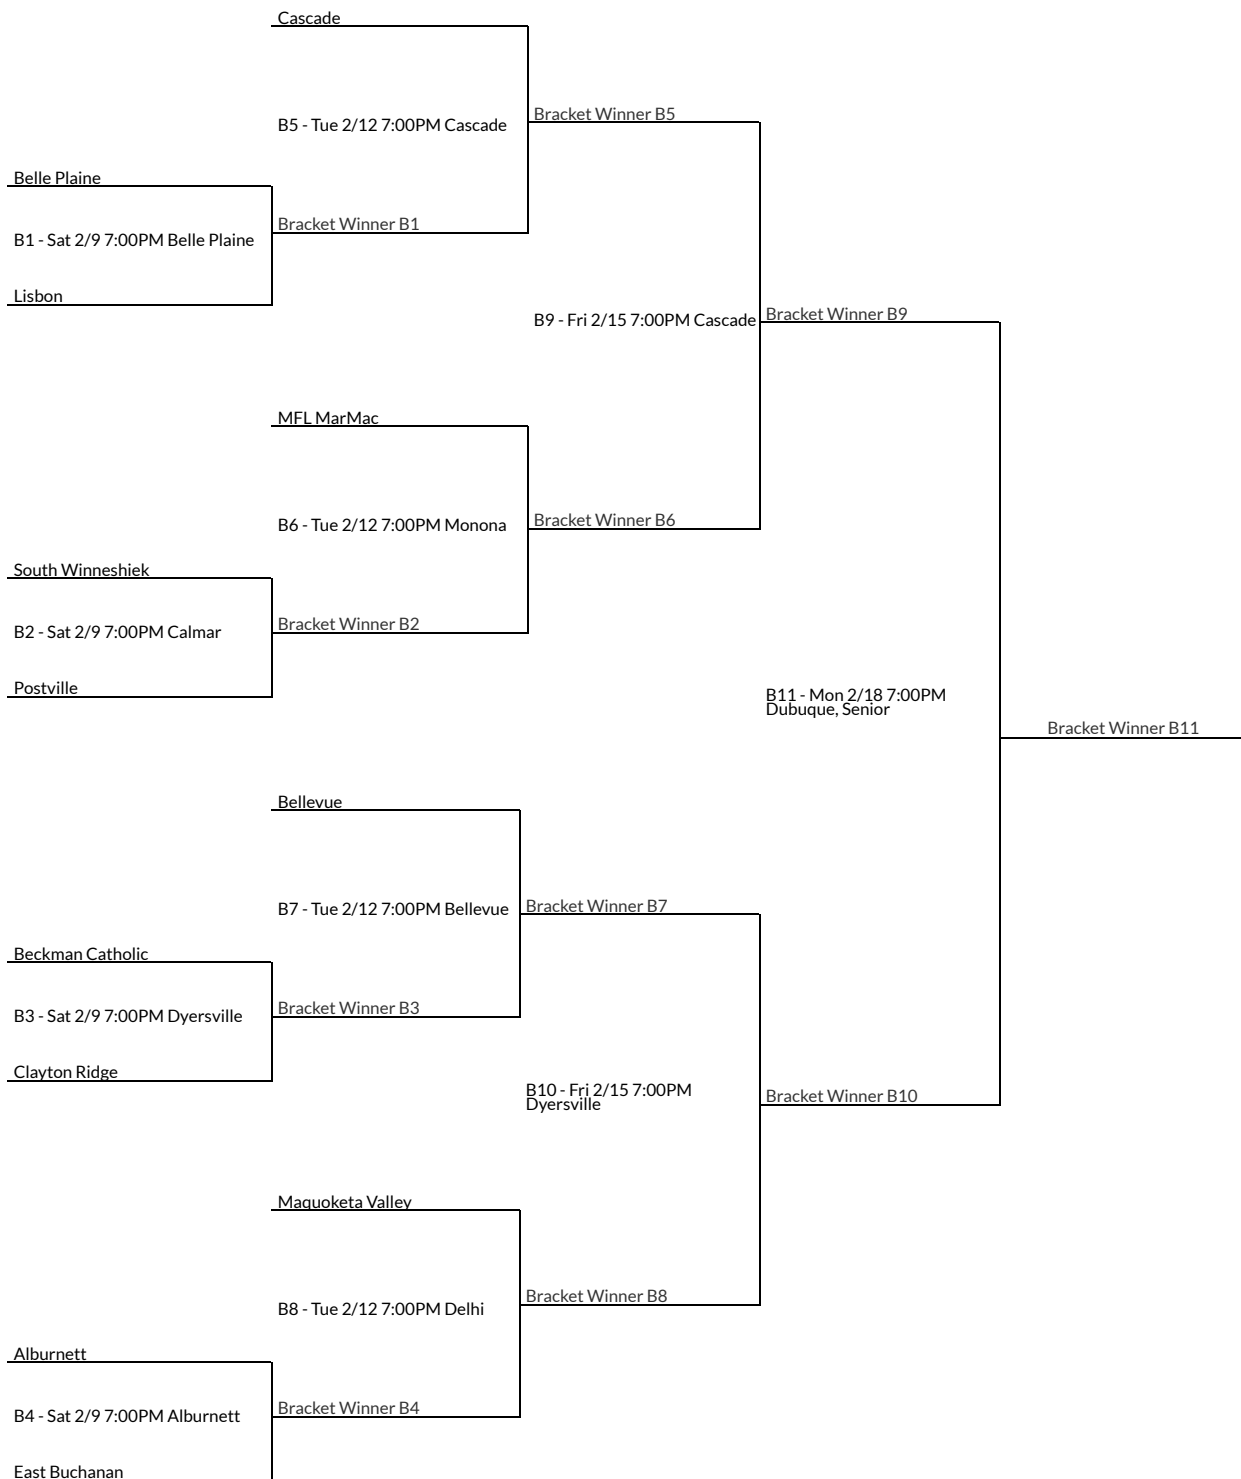 Cascade
B5 - Tue 2/12 7:00PM Cascade
Bracket Winner B5
Belle Plaine
B1 - Sat 2/9 7:00PM Belle Plaine
Bracket Winner B1
Lisbon
B9 - Fri 2/15 7:00PM Cascade
Bracket Winner B9
MFL MarMac
B6 - Tue 2/12 7:00PM Monona
Bracket Winner B6
South Winneshiek
B2 - Sat 2/9 7:00PM Calmar
Bracket Winner B2
Postville
B11 - Mon 2/18 7:00PM
Dubuque, Senior
Bracket Winner B11
Bellevue
B7 - Tue 2/12 7:00PM Bellevue
Bracket Winner B7
Beckman Catholic
B3 - Sat 2/9 7:00PM Dyersville
Bracket Winner B3
Clayton Ridge
B10 - Fri 2/15 7:00PM
Dyersville
Bracket Winner B10
Maquoketa Valley
B8 - Tue 2/12 7:00PM Delhi
Bracket Winner B8
Alburnett
B4 - Sat 2/9 7:00PM Alburnett
Bracket Winner B4
East Buchanan